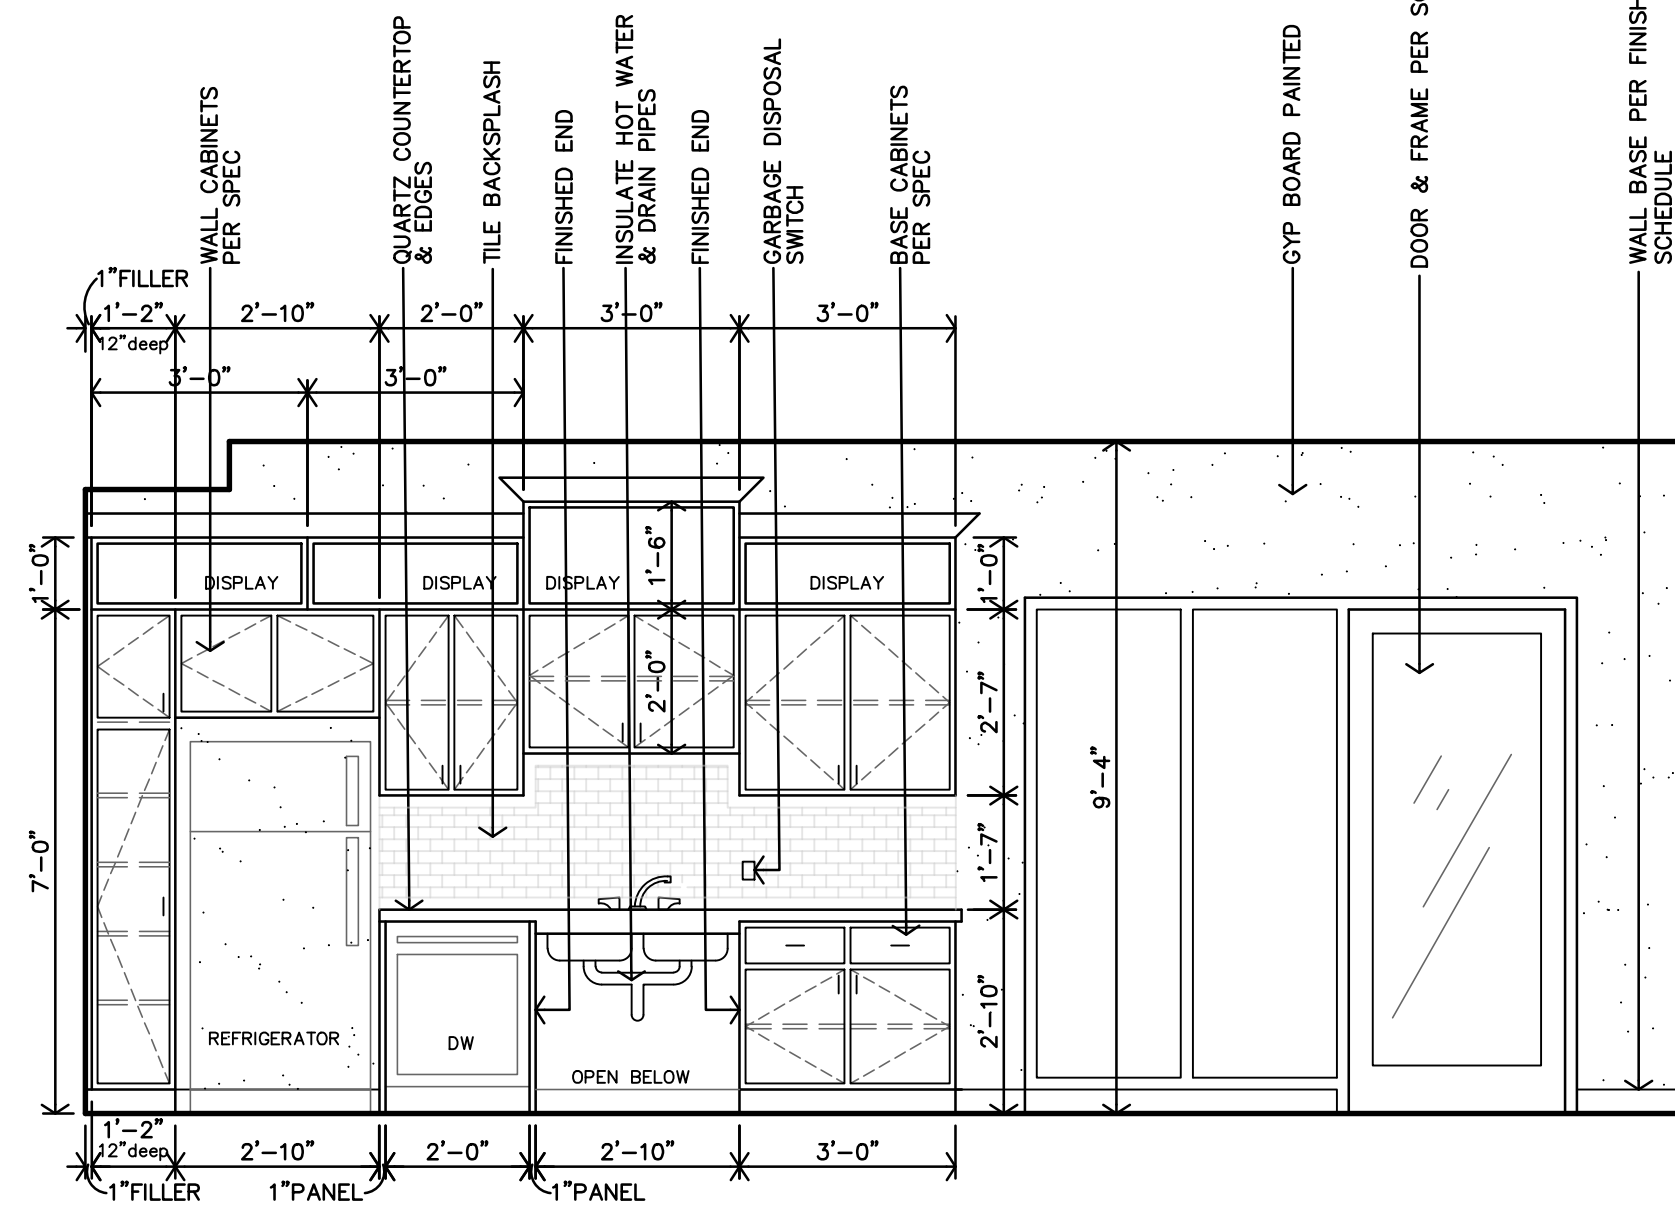 WALL CABINETS
PER SPEC
QUARTZ COUNTERTOP
& EDGES
TILE BACKSPLASH
FINISHED END
INSULATE HOT WATER
& DRAIN PIPES
FINISHED END
GARBAGE DISPOSAL
SWITCH
BASE CABINETS
PER SPEC
GYP BOARD PAINTED
DOOR & FRAME PER
WALL BASE PER FINISH
SCHEDULE
1"FILLER
1'-2"
2'-10"
2'-0"
3'-0"
3'-0"
12"deep
3'-0"
3'-0"
1'-0"
1'-6"
1'-0"
DISPLAY
DISPLAY
DISPLAY
DISPLAY
2'-0"
2'-7"
9'-4"
7'-0"
1'-7"
2'-10"
REFRIGERATOR
DW
OPEN BELOW
1'-2"
12"deep
2'-10"
2'-0"
2'-10"
3'-0"
1"FILLER
1"PANEL
1"PANEL